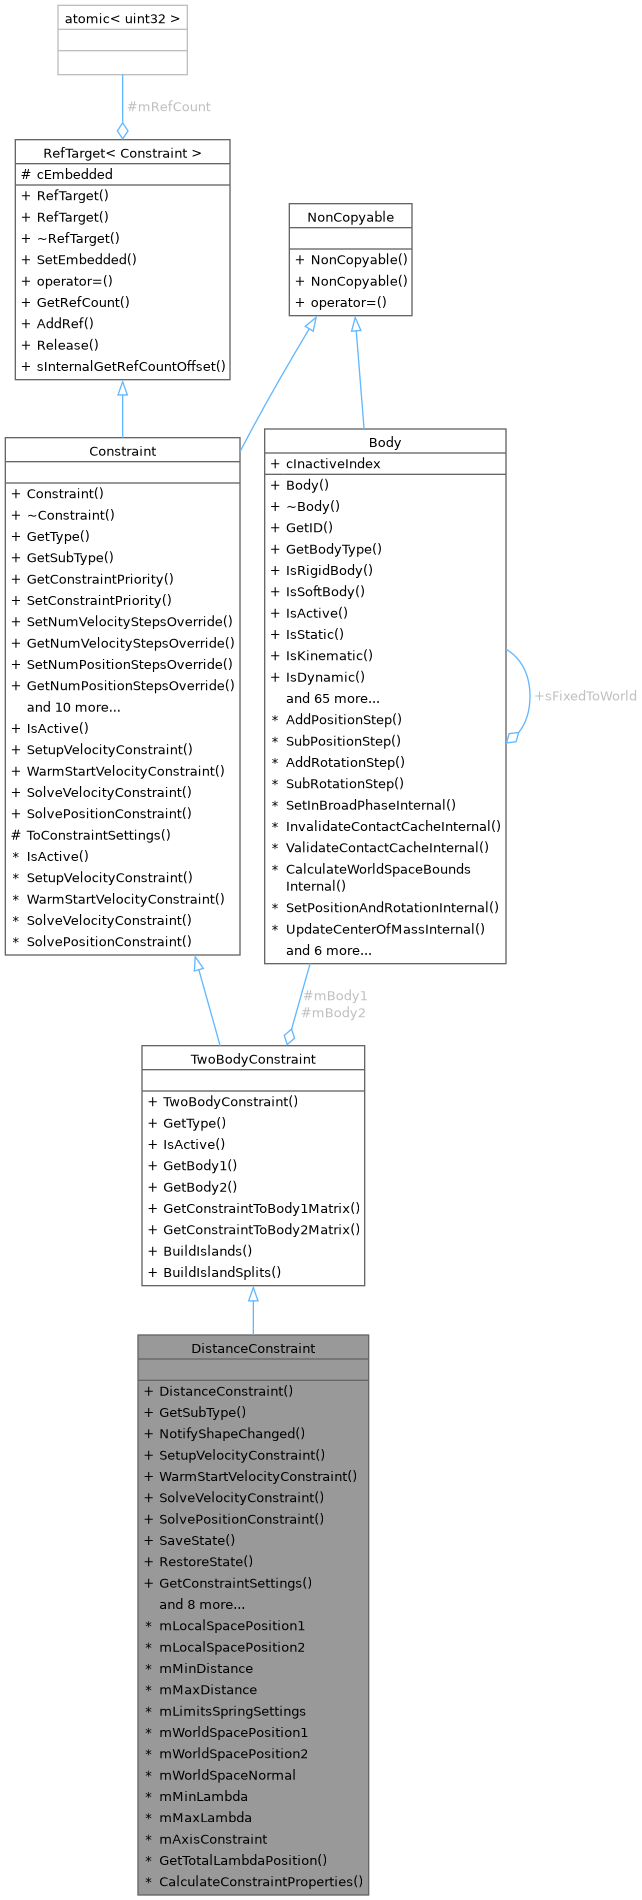 atomic< uint32 >
#mRefCount
RefTarget< Constraint >
# cEmbedded
+ RefTarget()
+ RefTarget()
+ ~RefTarget()
+ SetEmbedded()
+ operator=()
+ GetRefCount()
+ AddRef()
+ Release()
+ sInternalGetRefCountOffset()
NonCopyable
+ NonCopyable()
+ NonCopyable()
+ operator=()
Constraint
+ Constraint()
+ ~Constraint()
+ GetType()
+ GetSubType()
+ GetConstraintPriority()
+ SetConstraintPriority()
+ SetNumVelocityStepsOverride()
+ GetNumVelocityStepsOverride()
+ SetNumPositionStepsOverride()
+ GetNumPositionStepsOverride()
and 10 more...
+ IsActive()
+ SetupVelocityConstraint()
+ WarmStartVelocityConstraint()
+ SolveVelocityConstraint()
+ SolvePositionConstraint()
# ToConstraintSettings()
* IsActive()
* SetupVelocityConstraint()
* WarmStartVelocityConstraint()
* SolveVelocityConstraint()
* SolvePositionConstraint()
Body
+ cInactiveIndex
+ Body()
+ ~Body()
+ GetID()
+ GetBodyType()
+ IsRigidBody()
+ IsSoftBody()
+ IsActive()
+ IsStatic()
+ IsKinematic()
+ IsDynamic()
and 65 more...
* AddPositionStep()
* SubPositionStep()
* AddRotationStep()
* SubRotationStep()
* SetInBroadPhaseInternal()
* InvalidateContactCacheInternal()
* ValidateContactCacheInternal()
* CalculateWorldSpaceBounds
Internal()
* SetPositionAndRotationInternal()
* UpdateCenterOfMassInternal()
and 6 more...
+sFixedToWorld
#mBody1
#mBody2
TwoBodyConstraint
+ TwoBodyConstraint()
+ GetType()
+ IsActive()
+ GetBody1()
+ GetBody2()
+ GetConstraintToBody1Matrix()
+ GetConstraintToBody2Matrix()
+ BuildIslands()
+ BuildIslandSplits()
DistanceConstraint
+ DistanceConstraint()
+ GetSubType()
+ NotifyShapeChanged()
+ SetupVelocityConstraint()
+ WarmStartVelocityConstraint()
+ SolveVelocityConstraint()
+ SolvePositionConstraint()
+ SaveState()
+ RestoreState()
+ GetConstraintSettings()
and 8 more...
* mLocalSpacePosition1
* mLocalSpacePosition2
* mMinDistance
* mMaxDistance
* mLimitsSpringSettings
* mWorldSpacePosition1
* mWorldSpacePosition2
* mWorldSpaceNormal
* mMinLambda
* mMaxLambda
* mAxisConstraint
* GetTotalLambdaPosition()
* CalculateConstraintProperties()